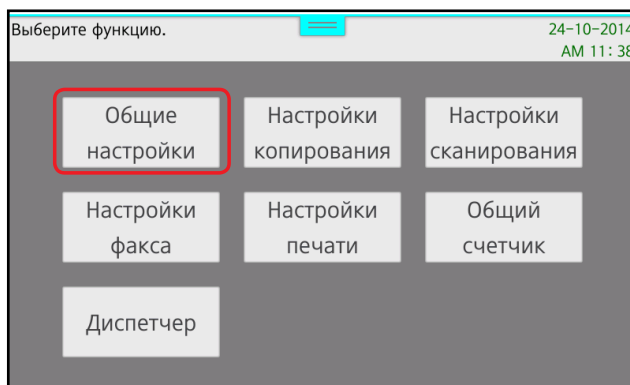 Выберите функцию.
24-10-2014
AM 11: 38
Общие
настройки
Настройки
копирования
Настройки
сканирования
Настройки
факса
Настройки
печати
Общий
счетчик
Диспетчер